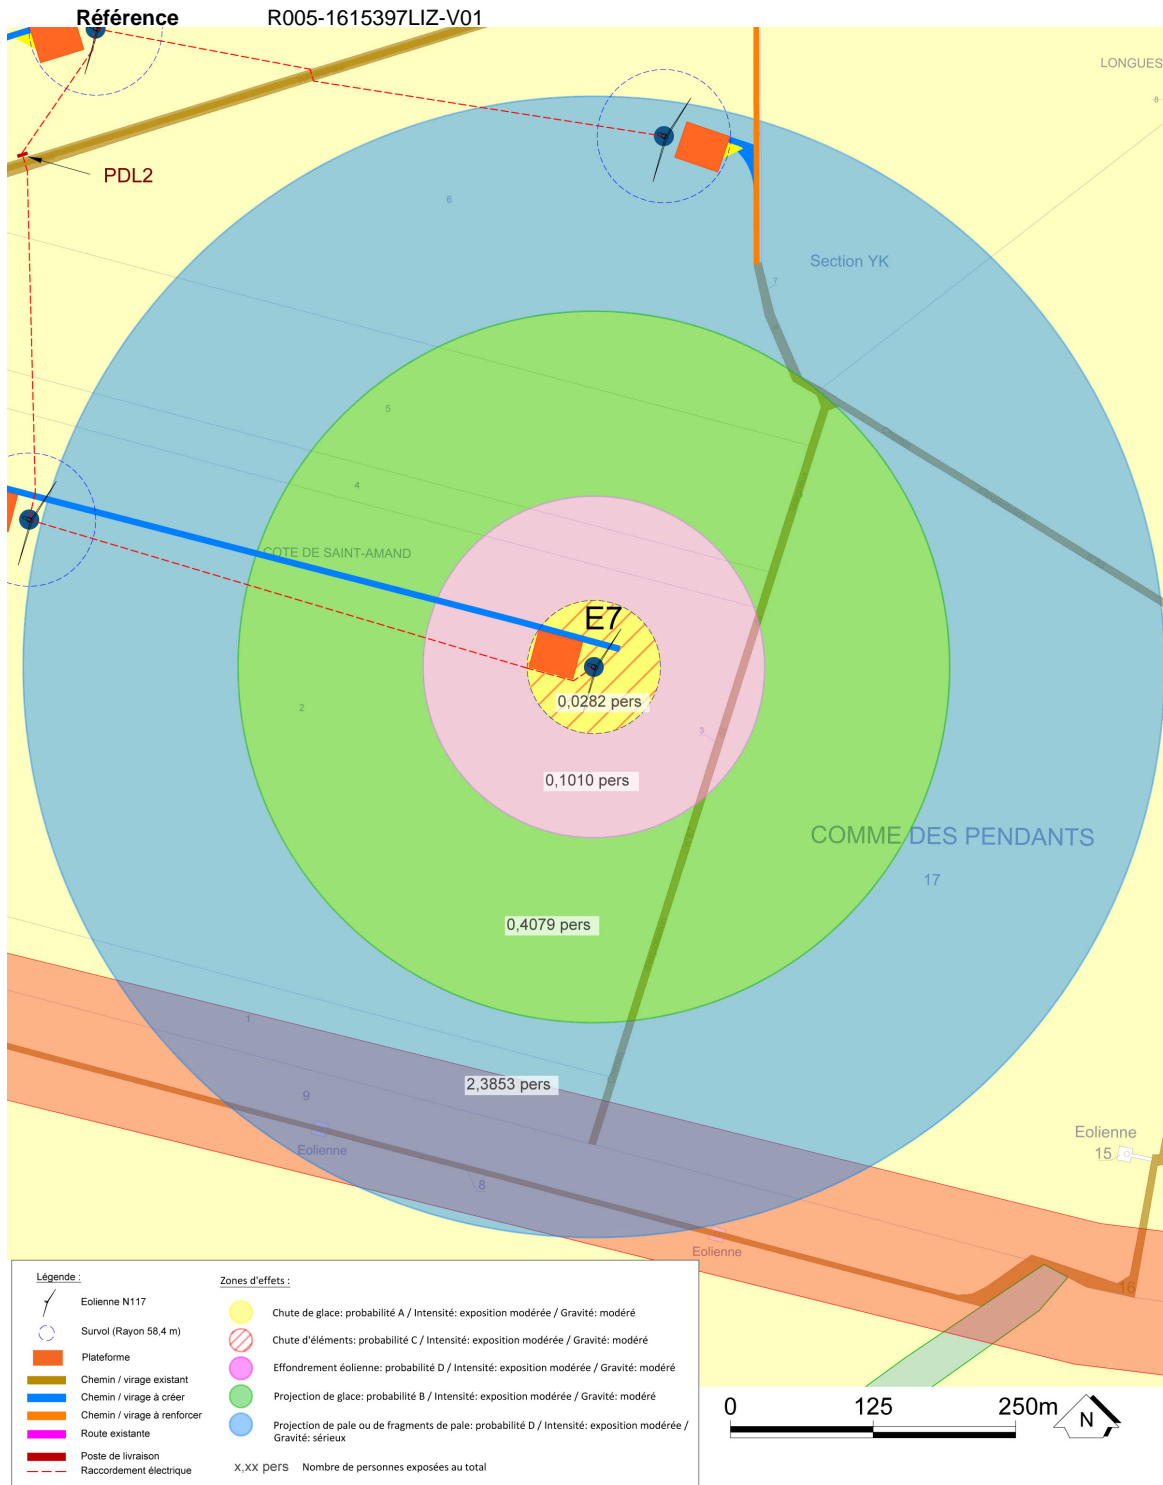 Référence R005-1615397LIZ-V01
LONGUES
8
PDL2
6
Section YK
7
5
4
COTE DE SAINT-AMAND
E7
0,0282 pers
2
3
0,1010 pers
COMME DES PENDANTS
17
0,4079 pers
1
2,3853 pers
9
Eolienne
Eolienne
15
8
Eolienne
16
Légende :
Eolienne N117
Survol (Rayon 58,4 m)
Plateforme
Chemin / virage existant
Chemin / virage à créer
Chemin / virage à renforcer
Route existante
Poste de livraison
Raccordement électrique
Zones d'effets :
Chute de glace: probabilité A / Intensité: exposition modérée / Gravité: modéré
Chute d'éléments: probabilité C / Intensité: exposition modérée / Gravité: modéré
Effondrement éolienne: probabilité D / Intensité: exposition modérée / Gravité: modéré
Projection de glace: probabilité B / Intensité: exposition modérée / Gravité: modéré
Projection de pale ou de fragments de pale: probabilité D / Intensité: exposition modérée /
Gravité: sérieux
x,xx pers Nombre de personnes exposées au total
0 125 250m
N